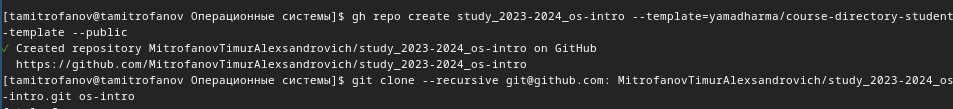 [tamitrofanov@tamitrofanov Операционные системы]$ gh repo create study_2023-2024_os-intro --template=yamadharma/course-directory-student
-template --public
✓ Created repository MitrofanovTimurAlexsandrovich/study_2023-2024_os-intro on GitHub
https://github.com/MitrofanovTimurAlexsandrovich/study_2023-2024_os-intro
[tamitrofanov@tamitrofanov Операционные системы]$ git clone --recursive git@github.com: MitrofanovTimurAlexsandrovich/study_2023-2024_os
-intro.git os-intro